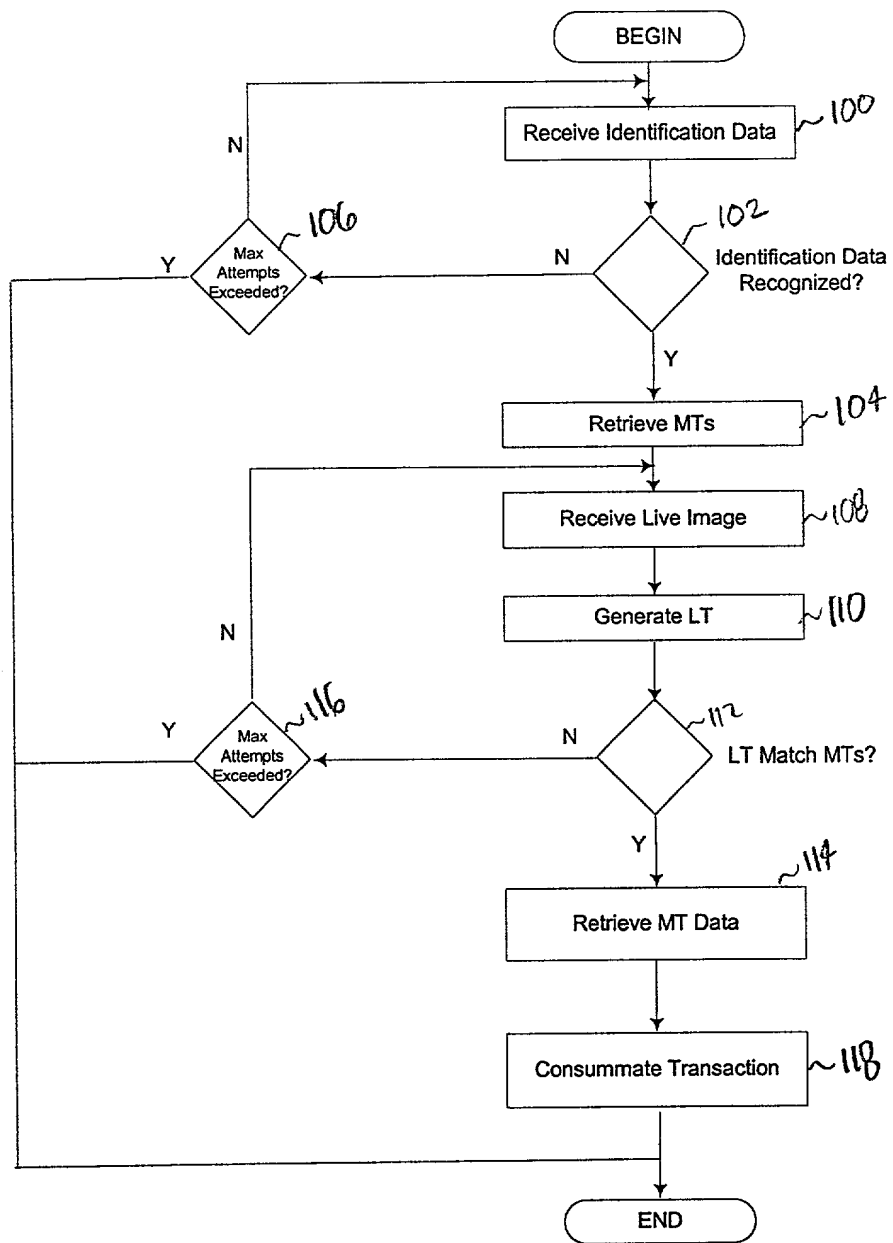 BEGIN
Receive Identification Data
100
N
106
102
Max
Attempts
Exceeded?
Y
N
Identification Data
Recognized?
Y
Retrieve MTs
104
Receive Live Image
108
Generate LT
110
N
116
112
Max
Attempts
Exceeded?
Y
N
LT Match MTs?
Y
114
Retrieve MT Data
Consummate Transaction
118
END